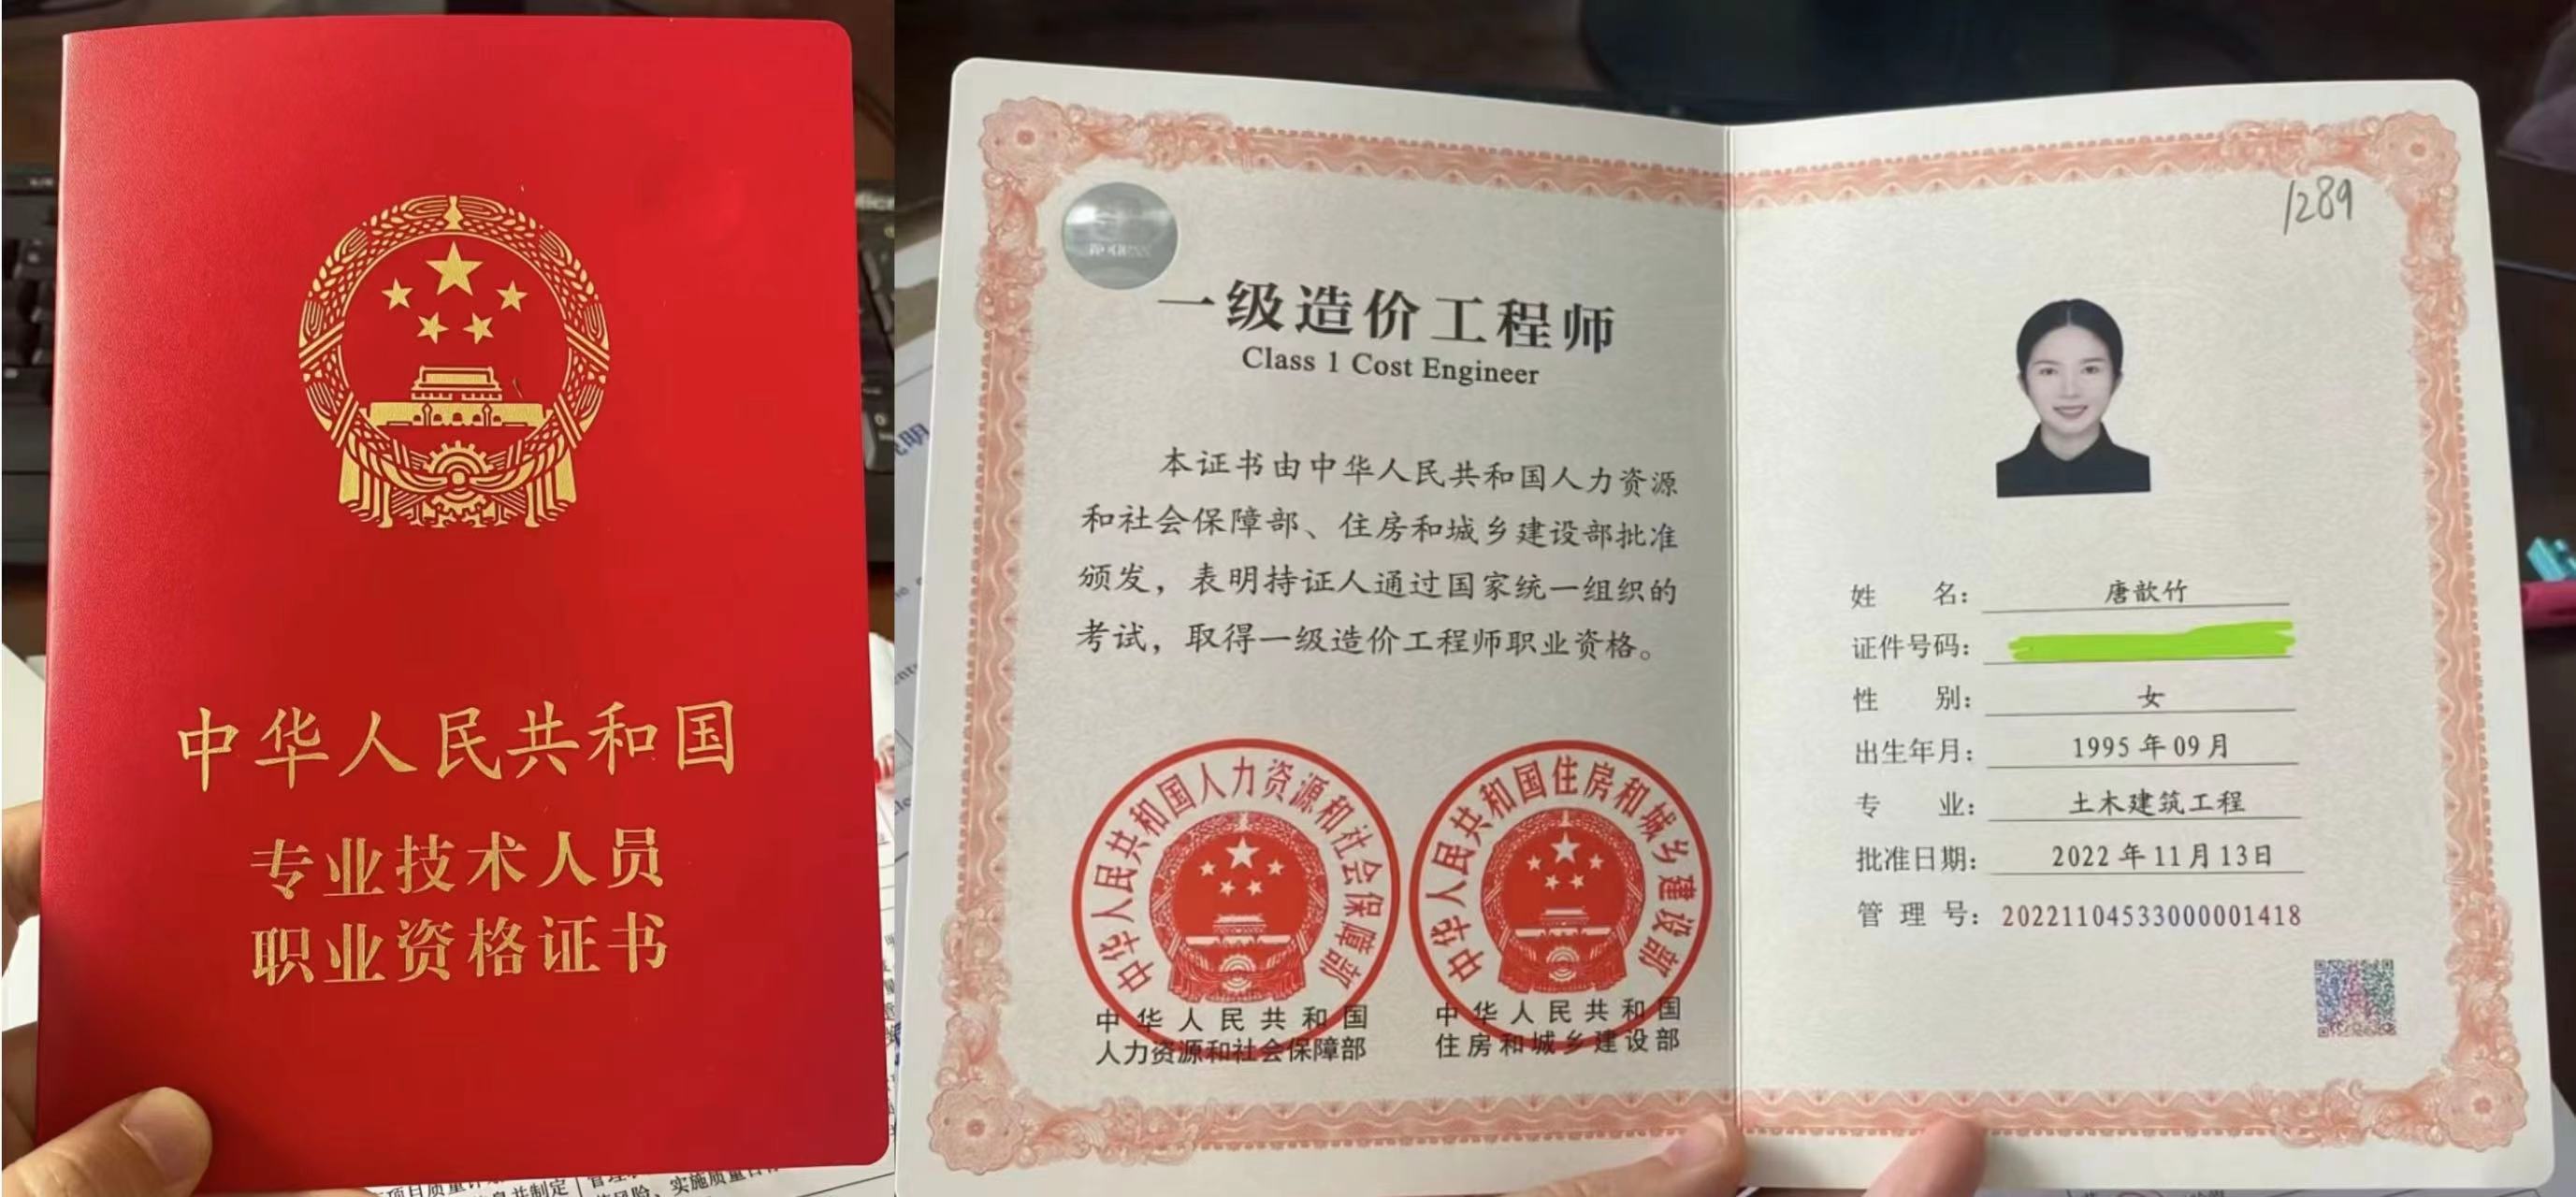 中华人民共和国
专业技术人员
职业资格证书
一级造价工程师
Class 1 Cost Engineer
本证书由中华人民共和国人力资源
和社会保障部、住房和城乡建设部批准
颁发，表明持证人通过国家统一组织的
考试，取得一级造价工程师职业资格。
中华人民共和国人力资源和社会保障部
中华人民共和国住房和城乡建设部
中华人民共和国
人力资源和社会保障部
中华人民共和国
住房和城乡建设部
1289
姓名：唐歆竹
证件号码：
性别：女
出生年月：1995年09月
专业：土木建筑工程
批准日期：2022年11月13日
管理号：20221104533000001418